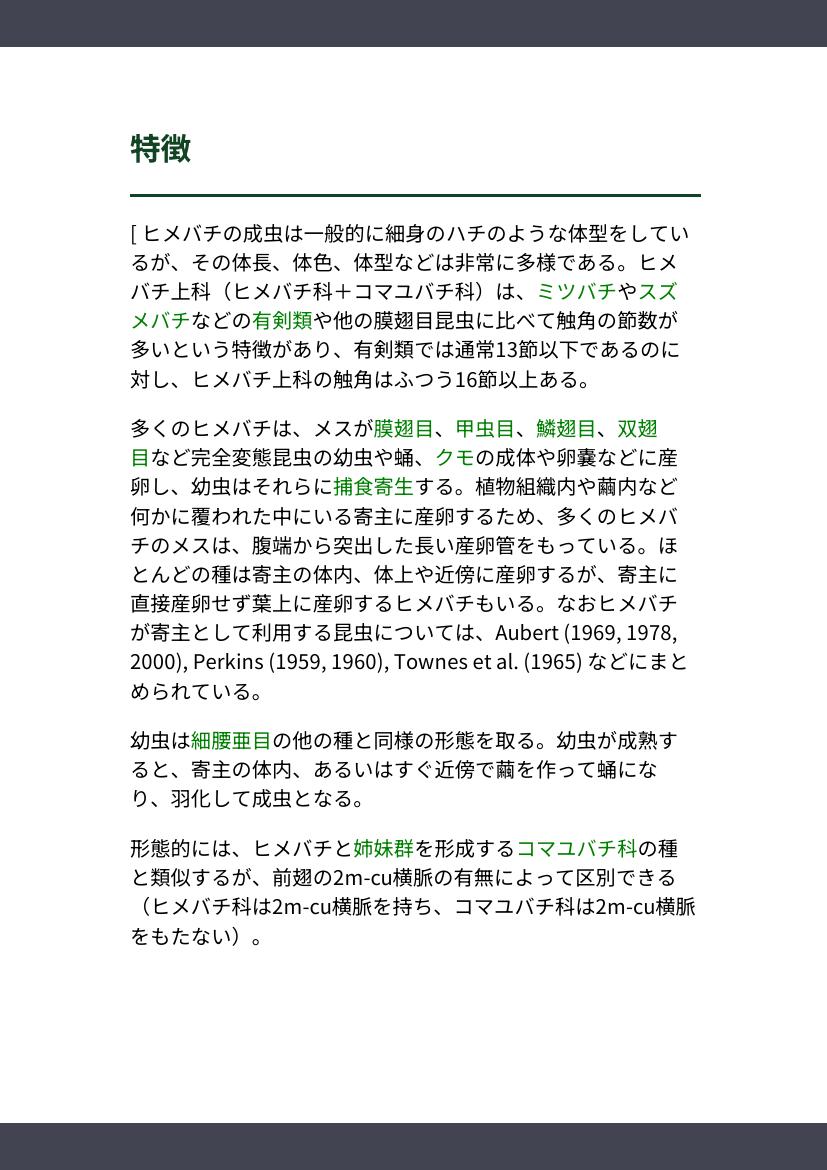 特徴
[ ヒメバチの成虫は一般的に細身のハチのような体型をしてい
るが、その体長、体色、体型などは非常に多様である。ヒメ
バチ上科（ヒメバチ科＋コマユバチ科）は、ミツバチやスズ
メバチなどの有剣類や他の膜翅目昆虫に比べて触角の節数が
多いという特徴があり、有剣類では通常13節以下であるのに
対し、ヒメバチ上科の触角はふつう16節以上ある。
多くのヒメバチは、メスが膜翅目、甲虫目、鱗翅目、双翅
目など完全変態昆虫の幼虫や蛹、クモの成体や卵嚢などに産
卵し、幼虫はそれらに捕食寄生する。植物組織内や繭内など
何かに覆われた中にいる寄主に産卵するため、多くのヒメバ
チのメスは、腹端から突出した長い産卵管をもっている。ほ
とんどの種は寄主の体内、体上や近傍に産卵するが、寄主に
直接産卵せず葉上に産卵するヒメバチもいる。なおヒメバチ
が寄主として利用する昆虫については、Aubert (1969, 1978,
2000), Perkins (1959, 1960), Townes et al. (1965) などにまと
められている。
幼虫は細腰亜目の他の種と同様の形態を取る。幼虫が成熟す
ると、寄主の体内、あるいはすぐ近傍で繭を作って蛹にな
り、羽化して成虫となる。
形態的には、ヒメバチと姉妹群を形成するコマユバチ科の種
と類似するが、前翅の2m-cu横脈の有無によって区別できる
（ヒメバチ科は2m-cu横脈を持ち、コマユバチ科は2m-cu横脈
をもたない）。